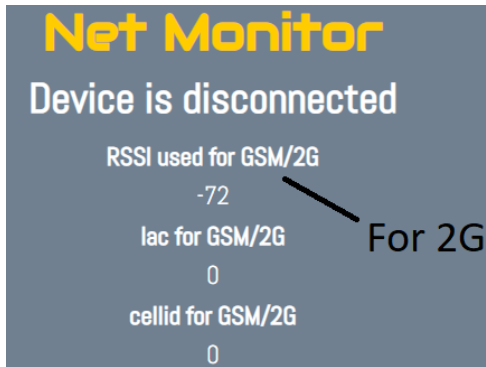 Net Monitor
Device is disconnected
RSSI used for GSM/2G
-72
For 2G
lac for GSM/2G
0
cellid for GSM/2G
0